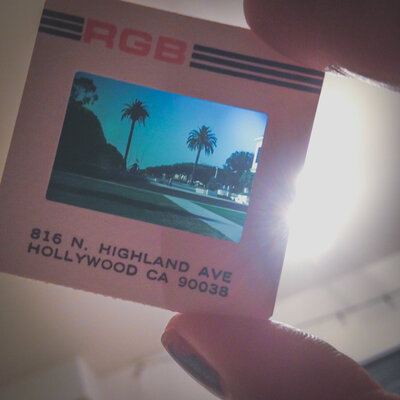 RGB
816 N. HIGHLAND AVE
HOLLYWOOD CA 90038